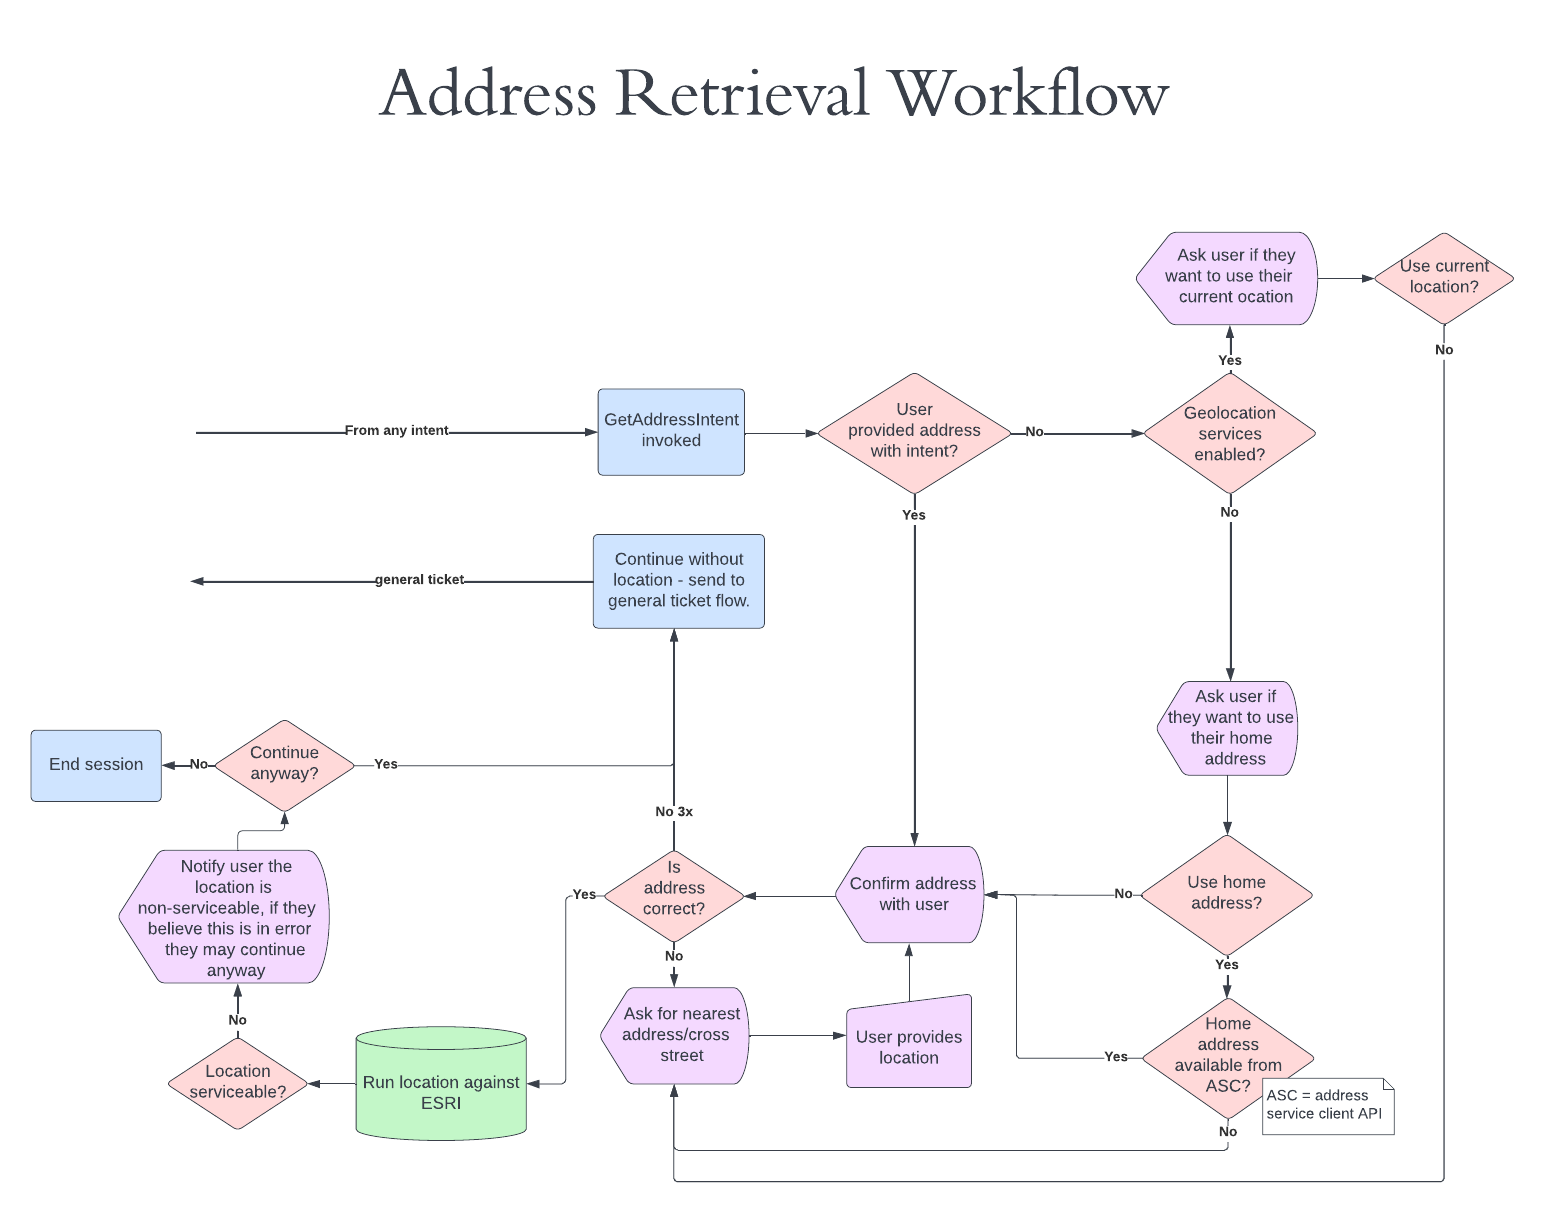 Address Retrieval Workflow
Ask user if they
want to use their
current ocation
Use current
location?
No
Yes
From any intent
GetAddressIntent
invoked
User
provided address
with intent?
No
Geolocation
services
enabled?
Yes
No
Continue without
location - send to
general ticket flow.
general ticket
Ask user if
they want to use
their home
address
End session
No
Continue
anyway?
Yes
No 3x
Notify user the
location is
non-serviceable, if they
believe this is in error
they may continue
anyway
Yes
Is
address
correct?
Confirm address
with user
No
Use home
address?
No
Yes
Ask for nearest
address/cross
street
User provides
location
Yes
Home
address
available from
ASC?
ASC = address
service client API
No
No
Location
serviceable?
Run location against
ESRI